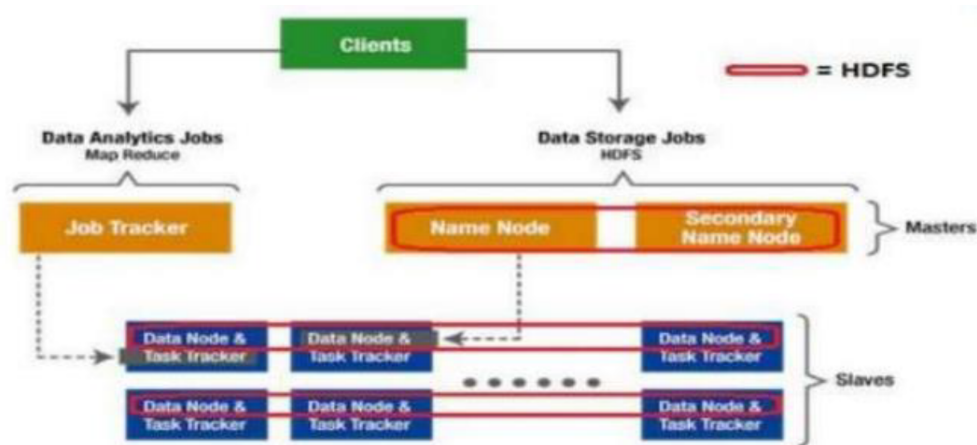 Clients
= HDFS
Data Analytics Jobs
Map Reduce
Data Storage Jobs
HDFS
Job Tracker
Name Node
Secondary
Name Node
Masters
Data Node &
Task Tracker
Data Node &
Task Tracker
Data Node &
Task Tracker
Slaves
Data Node &
Task Tracker
Data Node &
Task Tracker
Data Node &
Task Tracker